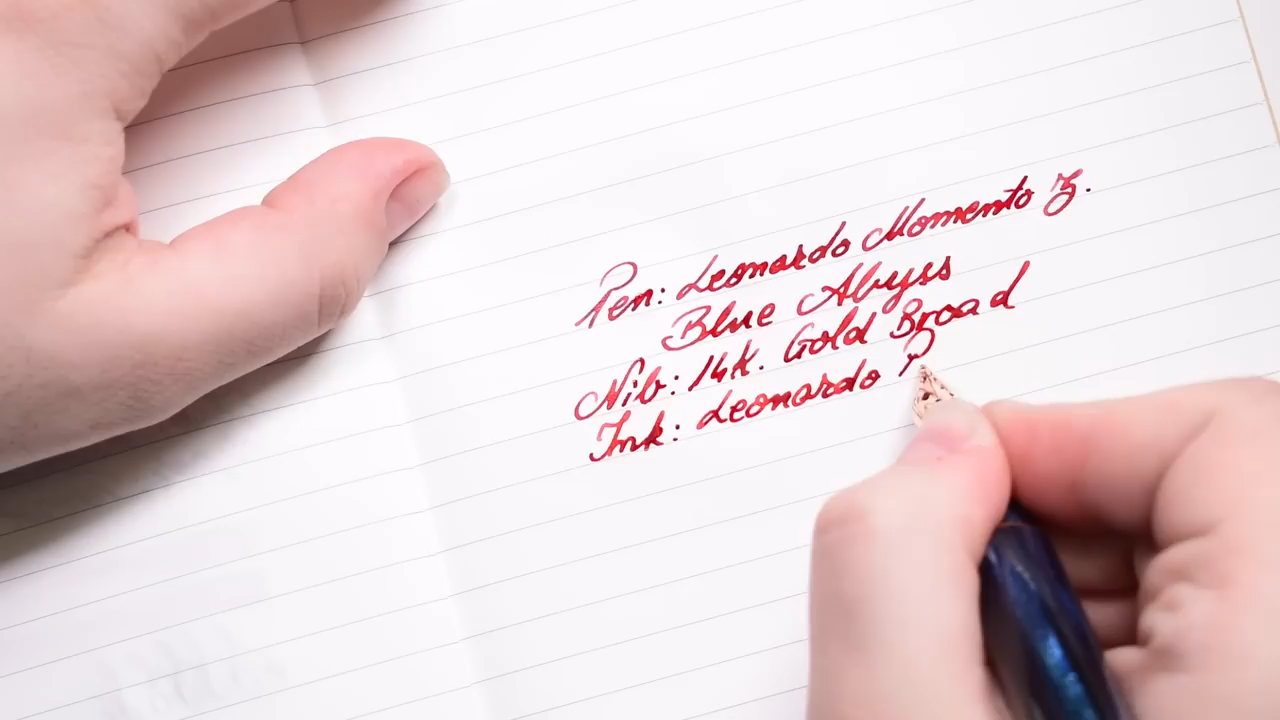 Pen: Leonardo Momento Z.
Blue Abyss
Nib: 14K. Gold Broad
Ink: Leonardo